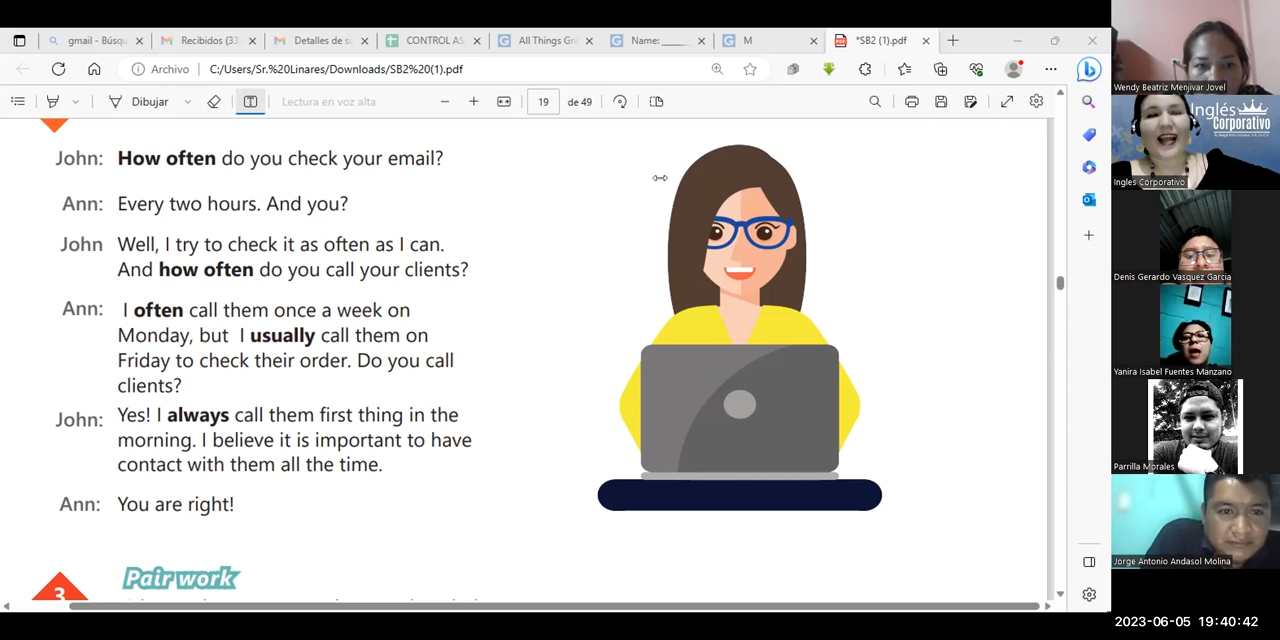 gmail - Búsqu
Recibidos (33
Detalles de su
CONTROL AS
All Things Gra
Name: ______
M
*SB2 (1).pdf
Archivo
C:/Users/Sr.%20Linares/Downloads/SB2%20(1).pdf
Dibujar
Lectura en voz alta
19
de 49
John: How often do you check your email?
Ann: Every two hours. And you?
John Well, I try to check it as often as I can.
And how often do you call your clients?
Ann: I often call them once a week on
Monday, but I usually call them on
Friday to check their order. Do you call
clients?
John: Yes! I always call them first thing in the
morning. I believe it is important to have
contact with them all the time.
Ann: You are right!
3
Pair work
Wendy Beatriz Menjivar Jovel
Inglés
Corporativo
Ingles Corporativo
Denis Gerardo Vasquez Garcia
Yanira Isabel Fuentes Manzano
Parrilla Morales
Jorge Antonio Andasol Molina
2023-06-05 19:40:42